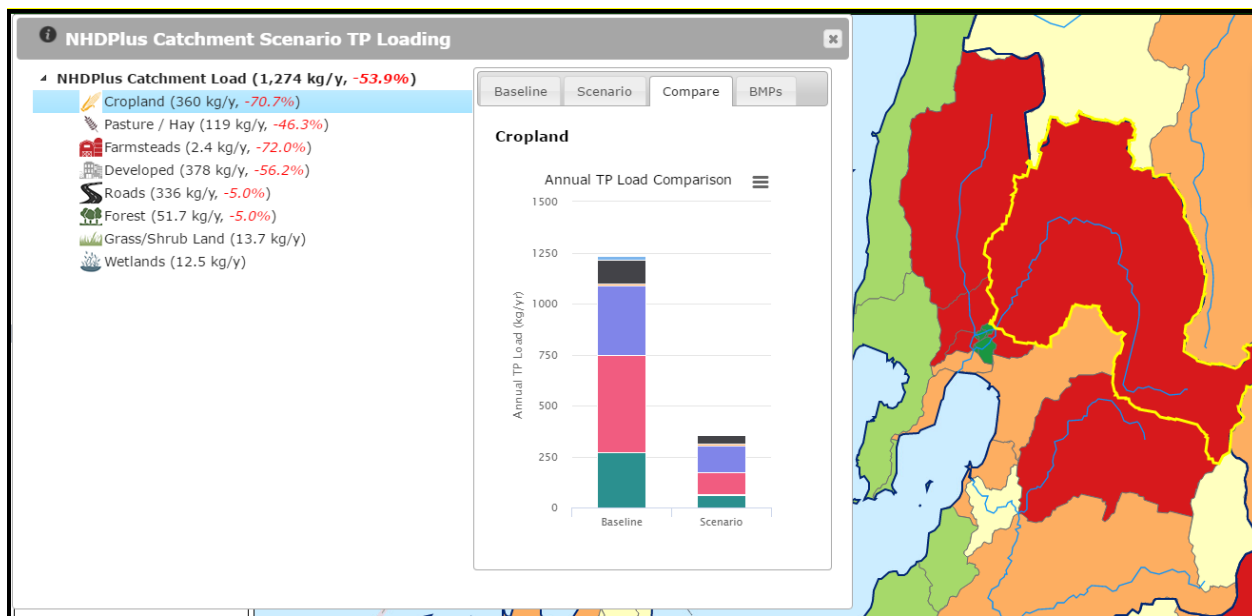 NHDPlus Catchment Scenario TP Loading
NHDPlus Catchment Load (1,274 kg/y, -53.9%)
Cropland (360 kg/y, -70.7%)
Pasture / Hay (119 kg/y, -46.3%)
Farmsteads (2.4 kg/y, -72.0%)
Developed (378 kg/y, -56.2%)
Roads (336 kg/y, -5.0%)
Forest (51.7 kg/y, -5.0%)
Grass/Shrub Land (13.7 kg/y)
Wetlands (12.5 kg/y)
Baseline Scenario Compare BMPs
Cropland
Annual TP Load Comparison
Annual TP Load (kg/yr)
1500
1250
1000
750
500
250
0
Baseline Scenario